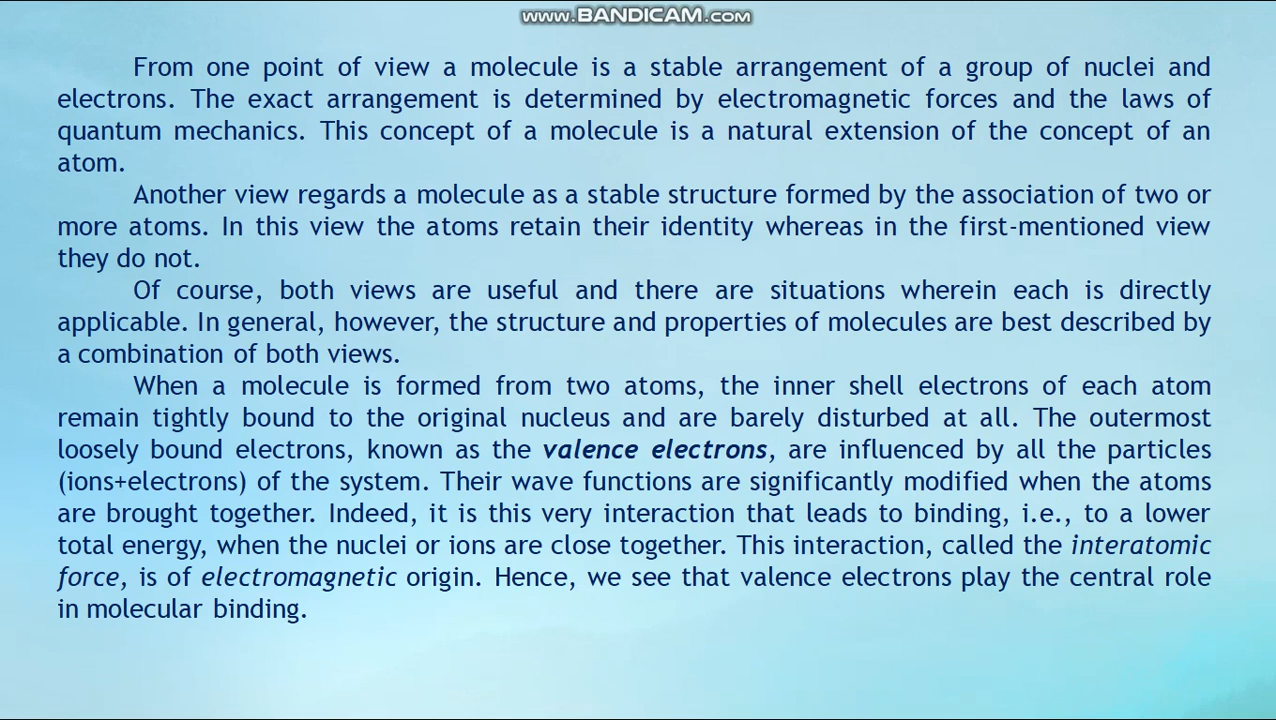 www.BANDICAM.com
From one point of view a molecule is a stable arrangement of a group of nuclei and
electrons. The exact arrangement is determined by electromagnetic forces and the laws of
quantum mechanics. This concept of a molecule is a natural extension of the concept of an
atom.
Another view regards a molecule as a stable structure formed by the association of two or
more atoms. In this view the atoms retain their identity whereas in the first-mentioned view
they do not.
Of course, both views are useful and there are situations wherein each is directly
applicable. In general, however, the structure and properties of molecules are best described by
a combination of both views.
When a molecule is formed from two atoms, the inner shell electrons of each atom
remain tightly bound to the original nucleus and are barely disturbed at all. The outermost
loosely bound electrons, known as the valence electrons, are influenced by all the particles
(ions+electrons) of the system. Their wave functions are significantly modified when the atoms
are brought together. Indeed, it is this very interaction that leads to binding, i.e., to a lower
total energy, when the nuclei or ions are close together. This interaction, called the interatomic
force, is of electromagnetic origin. Hence, we see that valence electrons play the central role
in molecular binding.